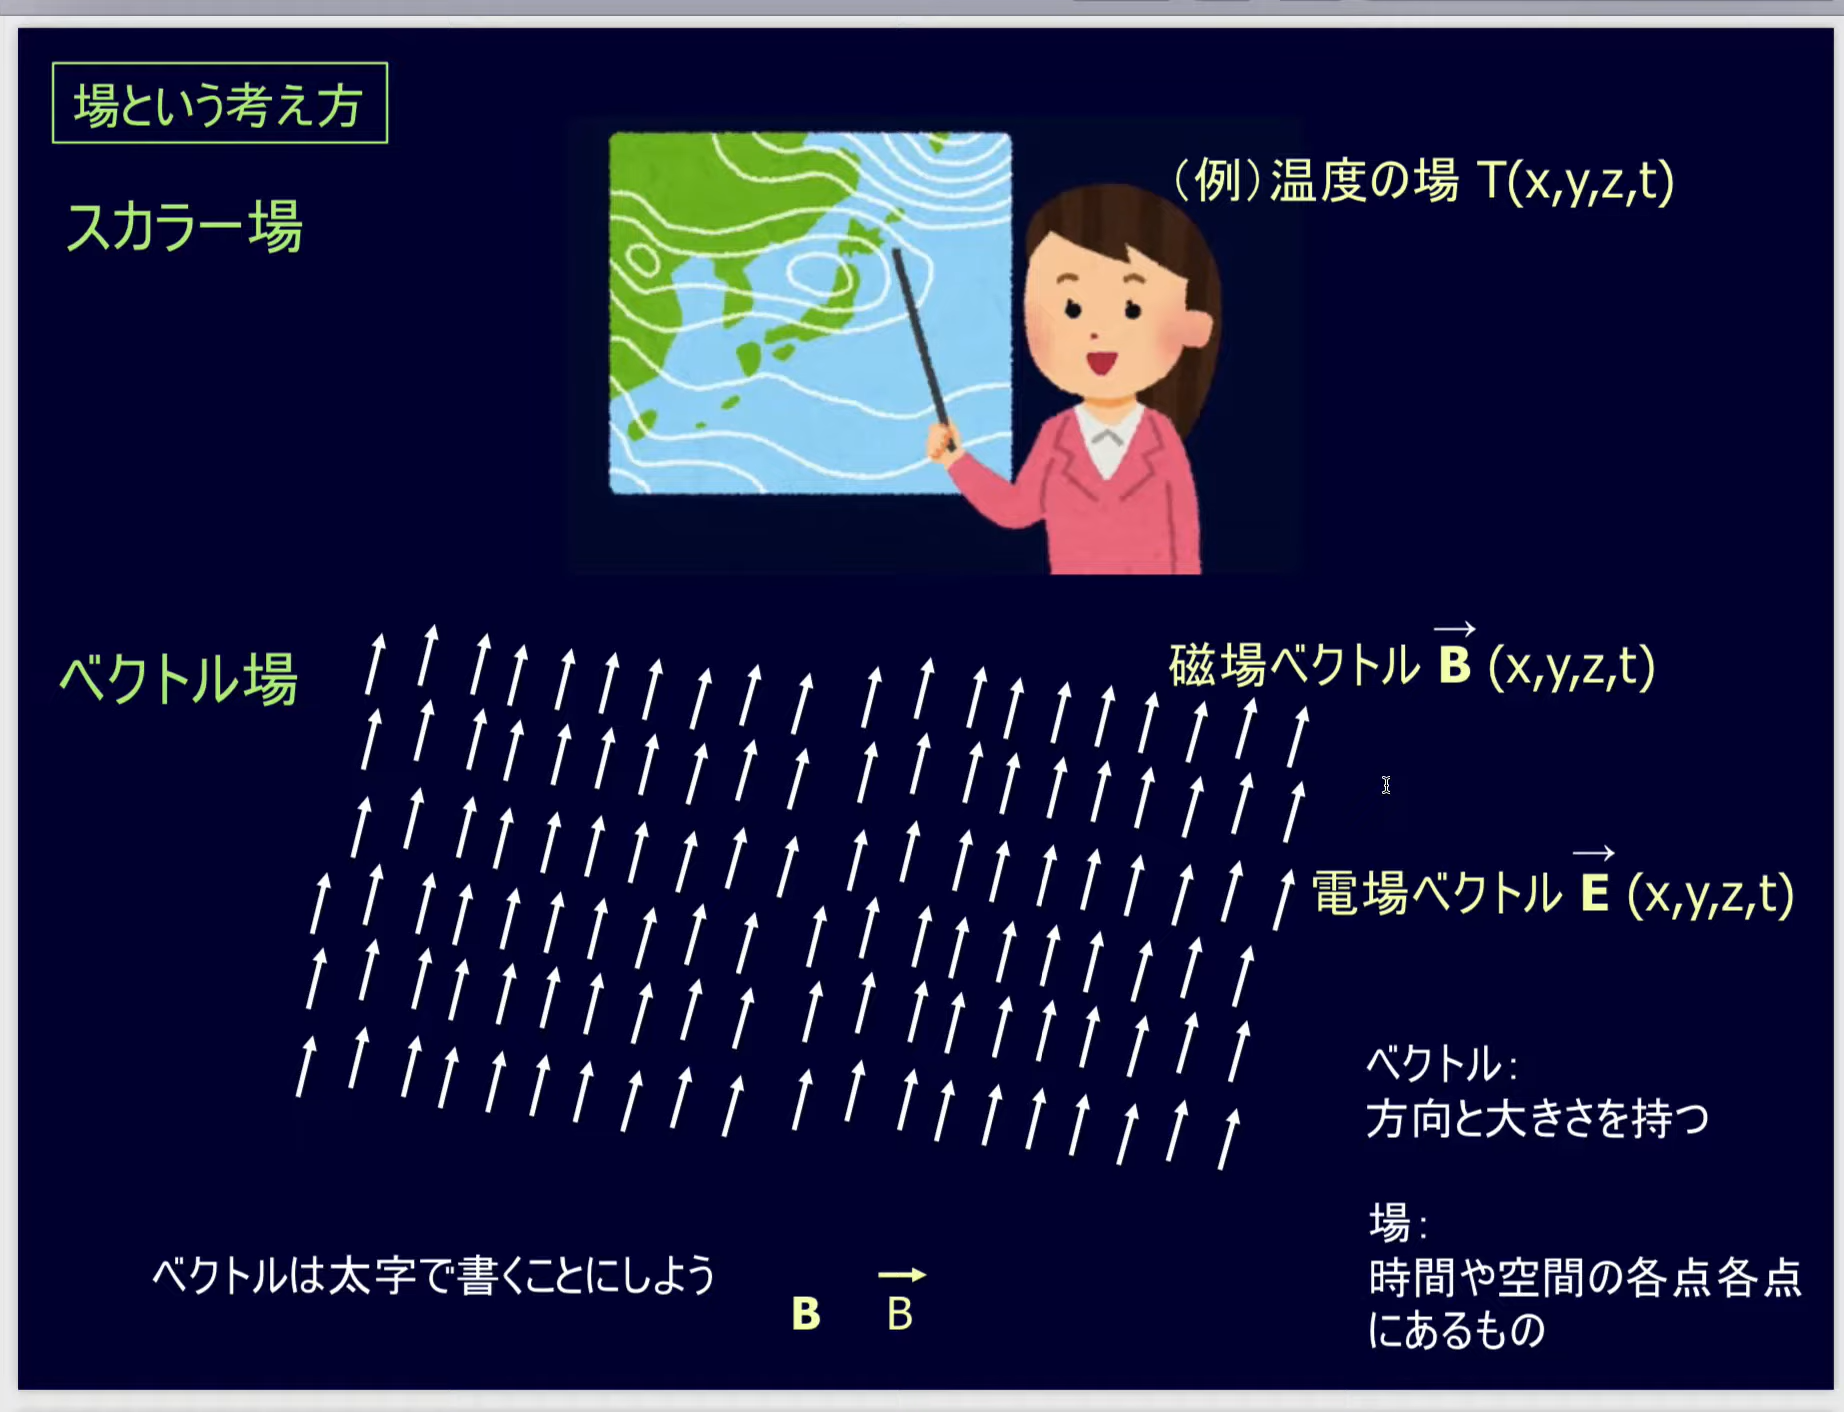 場という考え方
スカラー場
（例）温度の場 T(x,y,z,t)
ベクトル場
磁場ベクトル B (x,y,z,t)
電場ベクトル E (x,y,z,t)
ベクトル：
方向と大きさを持つ
場：
時間や空間の各点各点
にあるもの
ベクトルは太字で書くことにしよう
B B